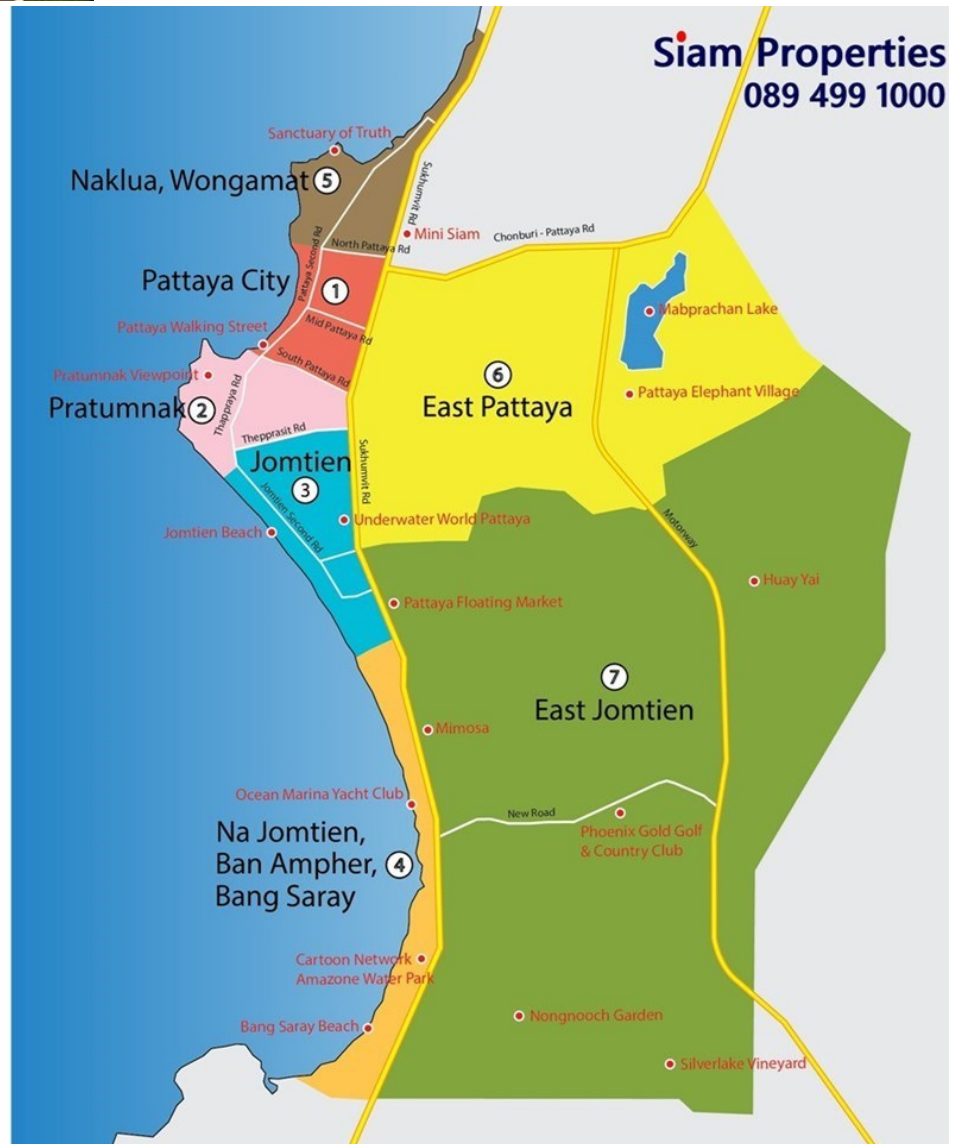 Siam Properties
089 499 1000
Sanctuary of Truth
Naklua, Wongamat 5
Sukhumvit Rd
Mini Siam
Chonburi - Pattaya Rd
North Pattaya Rd
Pattaya Second Rd
Pattaya City
1
Mabprachan Lake
Mid Pattaya Rd
Pattaya Walking Street
South Pattaya Rd
Pratumnak Viewpoint
6
East Pattaya
Pattaya Elephant Village
Pratumnak 2
Thappraya Rd
Thepprasit Rd
Jomtien
3
Sukhumvit Rd
Jomtien Second Rd
Underwater World Pattaya
Jomtien Beach
Motorway
Huay Yai
Pattaya Floating Market
7
East Jomtien
Mimosa
Ocean Marina Yacht Club
New Road
Phoenix Gold Golf
& Country Club
Na Jomtien,
Ban Ampher, 4
Bang Saray
Cartoon Network
Amazone Water Park
Nongnooch Garden
Bang Saray Beach
Silverlake Vineyard